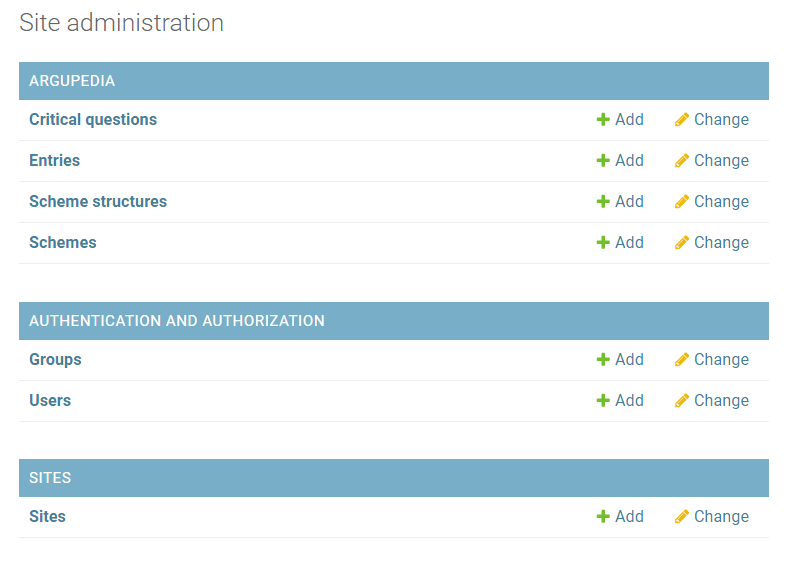 Site administration
ARGUPEDIA
Critical questions Add Change
Entries Add Change
Scheme structures Add Change
Schemes Add Change
AUTHENTICATION AND AUTHORIZATION
Groups Add Change
Users Add Change
SITES
Sites Add Change